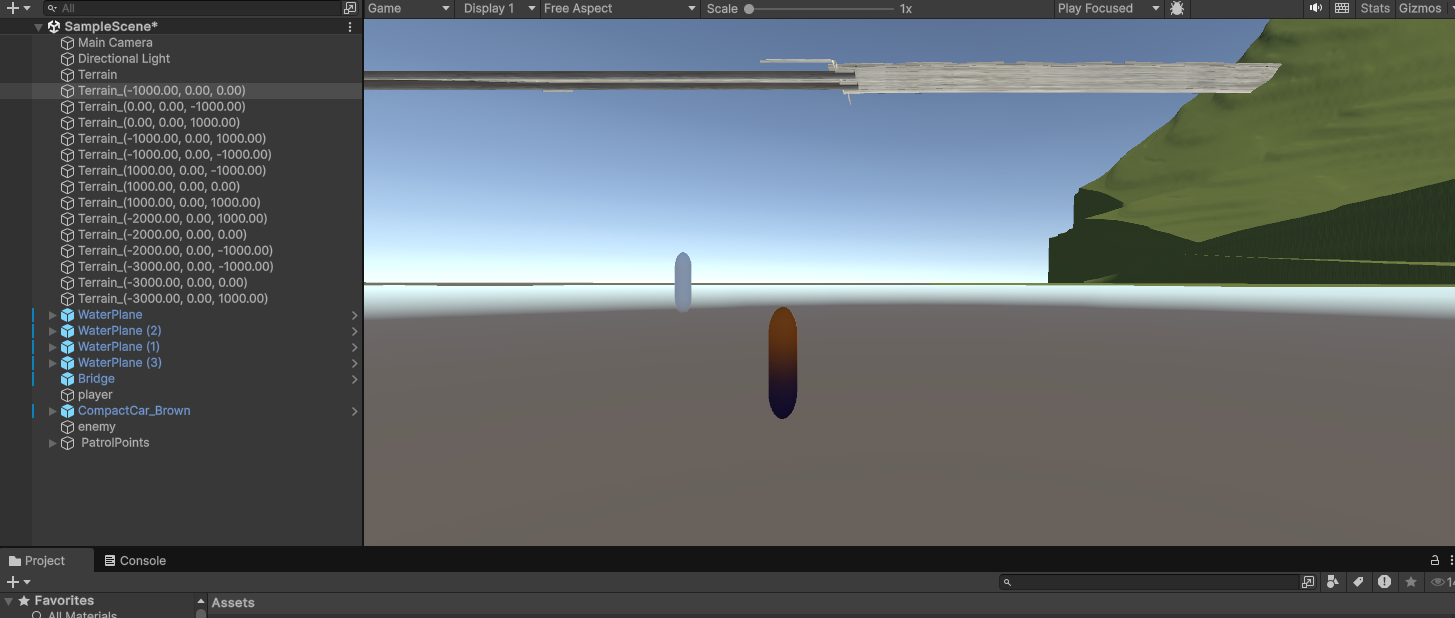 All
Game
Display 1
Free Aspect
Scale
1x
Play Focused
Stats
Gizmos
SampleScene*
Main Camera
Directional Light
Terrain
Terrain_(-1000.00, 0.00, 0.00)
Terrain_(0.00, 0.00, -1000.00)
Terrain_(0.00, 0.00, 1000.00)
Terrain_(-1000.00, 0.00, 1000.00)
Terrain_(-1000.00, 0.00, -1000.00)
Terrain_(1000.00, 0.00, -1000.00)
Terrain_(1000.00, 0.00, 0.00)
Terrain_(1000.00, 0.00, 1000.00)
Terrain_(-2000.00, 0.00, 1000.00)
Terrain_(-2000.00, 0.00, 0.00)
Terrain_(-2000.00, 0.00, -1000.00)
Terrain_(-3000.00, 0.00, -1000.00)
Terrain_(-3000.00, 0.00, 0.00)
Terrain_(-3000.00, 0.00, 1000.00)
WaterPlane
WaterPlane (2)
WaterPlane (1)
WaterPlane (3)
Bridge
player
CompactCar_Brown
enemy
PatrolPoints
Project
Console
Favorites
All Materials
Assets